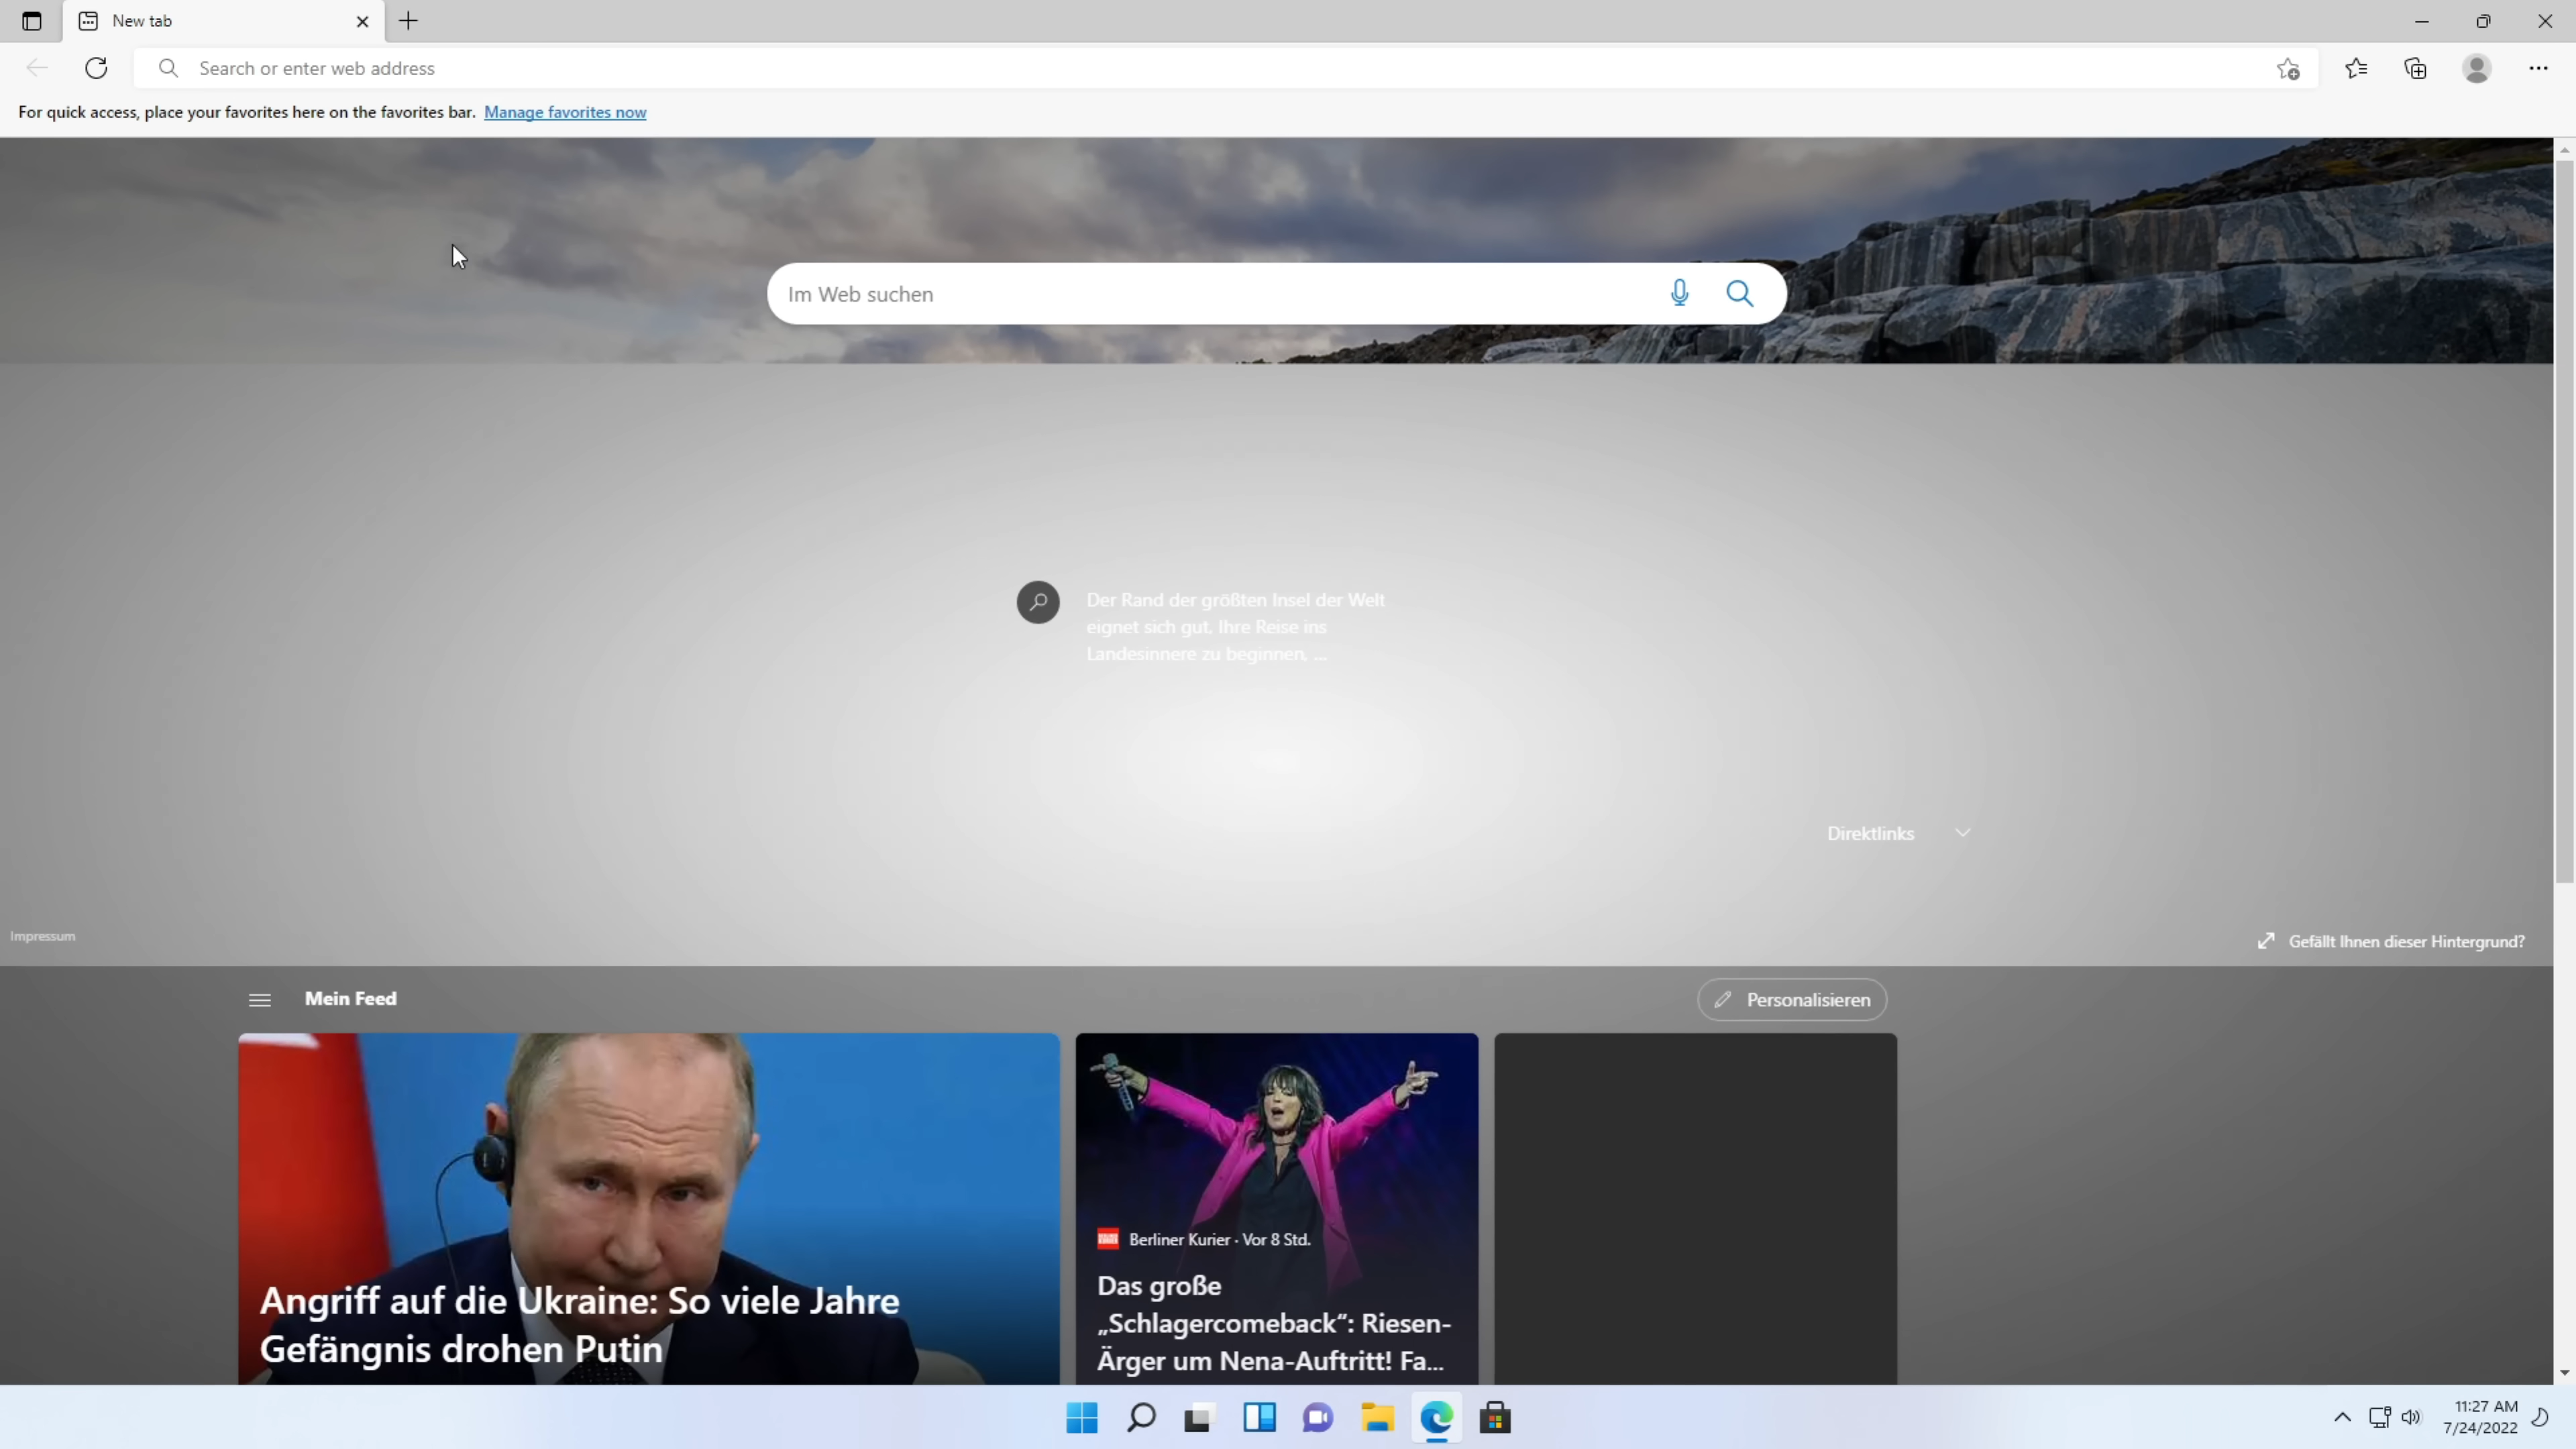 New tab
Search or enter web address
For quick access, place your favorites here on the favorites bar. Manage favorites now
Im Web suchen
Der Rand der größten Insel der Welt
eignet sich gut, Ihre Reise ins
Landesinnere zu beginnen, ...
Direktlinks
Impressum
Gefällt Ihnen dieser Hintergrund?
Mein Feed
Personalisieren
Angriff auf die Ukraine: So viele Jahre
Gefängnis drohen Putin
Berliner Kurier · Vor 8 Std.
Das große
„Schlagercomeback“: Riesen-
Ärger um Nena-Auftritt! Fa...
11:27 AM
7/24/2022